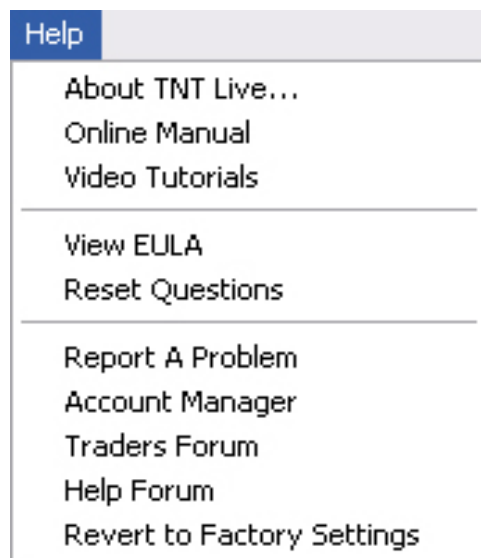 Help
About TNT Live...
Online Manual
Video Tutorials
View EULA
Reset Questions
Report A Problem
Account Manager
Traders Forum
Help Forum
Revert to Factory Settings